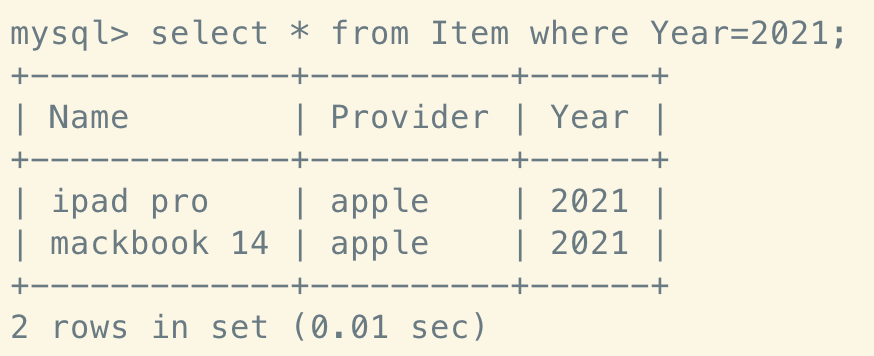 mysql> select * from Item where Year=2021;
+-------------+----------+------+
| Name        | Provider | Year |
+-------------+----------+------+
| ipad pro    | apple    | 2021 |
| mackbook 14 | apple    | 2021 |
+-------------+----------+------+
2 rows in set (0.01 sec)